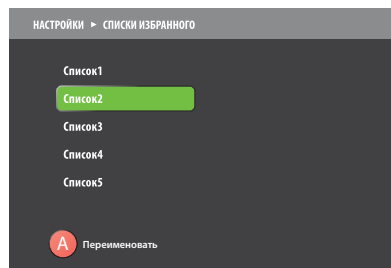 НАСТРОЙКИ ► СПИСКИ ИЗБРАННОГО
Список1
Список2
Список3
Список4
Список5
A Переименовать